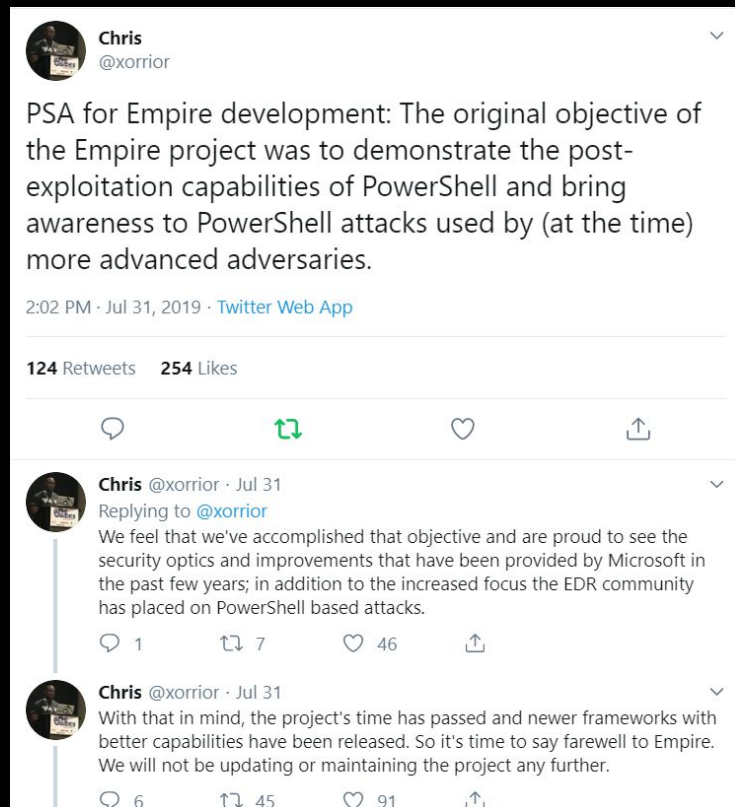 Chris
@xorrior
PSA for Empire development: The original objective of
the Empire project was to demonstrate the post-
exploitation capabilities of PowerShell and bring
awareness to PowerShell attacks used by (at the time)
more advanced adversaries.
2:02 PM · Jul 31, 2019 · Twitter Web App
124 Retweets 254 Likes
Chris @xorrior · Jul 31
Replying to @xorrior
We feel that we've accomplished that objective and are proud to see the
security optics and improvements that have been provided by Microsoft in
the past few years; in addition to the increased focus the EDR community
has placed on PowerShell based attacks.
1 7 46
Chris @xorrior · Jul 31
With that in mind, the project's time has passed and newer frameworks with
better capabilities have been released. So it's time to say farewell to Empire.
We will not be updating or maintaining the project any further.
6 45 91